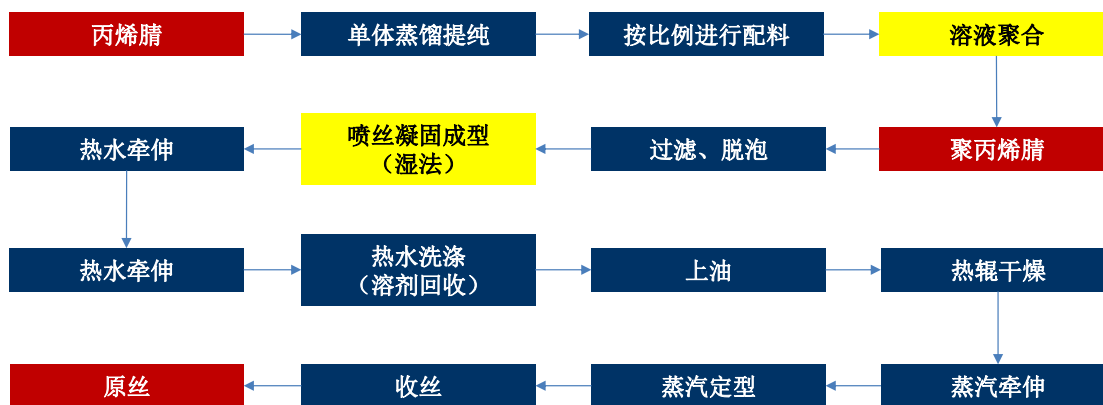 丙烯腈
单体蒸馏提纯
按比例进行配料
溶液聚合
聚丙烯腈
过滤、脱泡
喷丝凝固成型
（湿法）
热水牵伸
热水牵伸
热水洗涤
（溶剂回收）
上油
热辊干燥
蒸汽牵伸
蒸汽定型
收丝
原丝